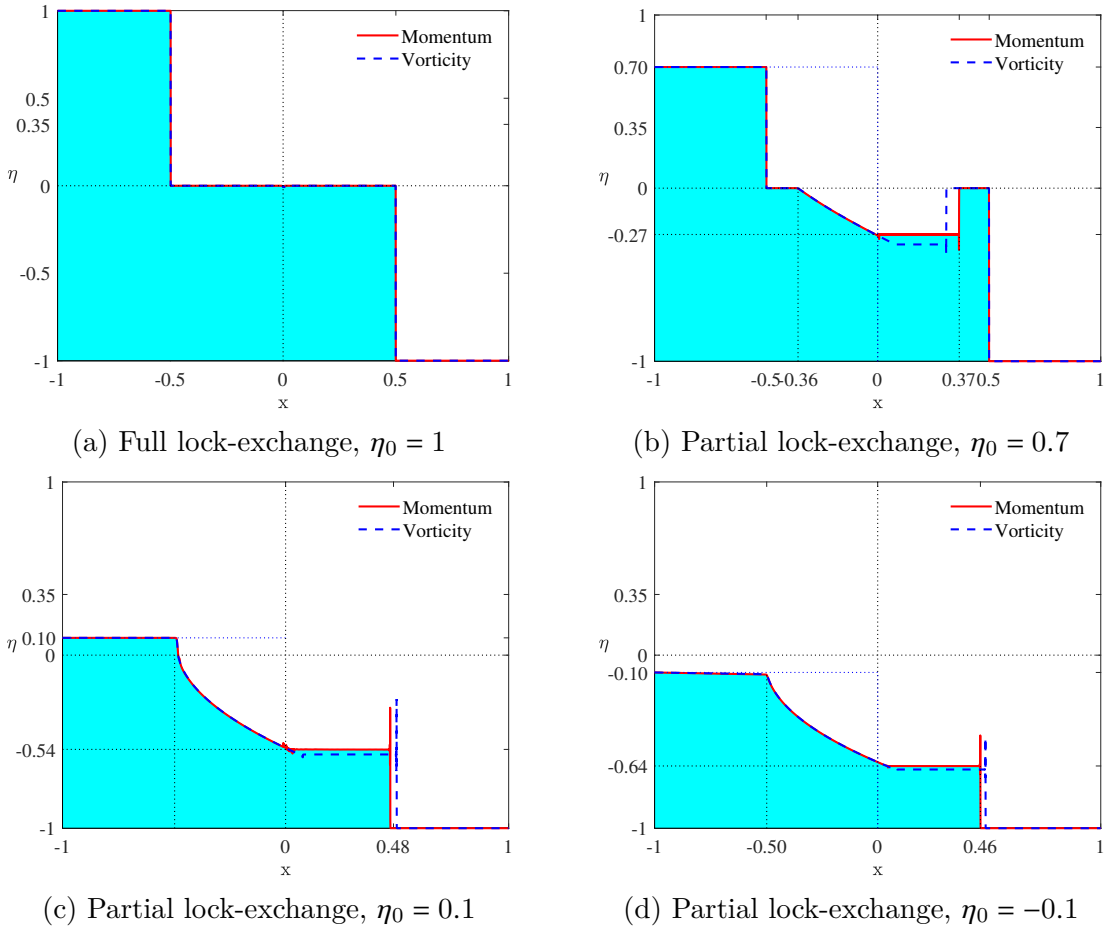 1
0.5
0.35
η
0
-0.5
-1
-1 -0.5 0 0.5 1
x
Momentum
Vorticity
(a) Full lock-exchange, η₀ = 1
1
0.70
0.35
η
0
-0.27
-1
-1 -0.5 -0.36 0 0.37 0.5 1
x
Momentum
Vorticity
(b) Partial lock-exchange, η₀ = 0.7
1
0.35
η 0.10
0
-0.54
-1
-1 0 0.48 1
x
Momentum
Vorticity
(c) Partial lock-exchange, η₀ = 0.1
1
0.35
η
0
-0.10
-0.64
-1
-1 -0.50 0 0.46 1
x
Momentum
Vorticity
(d) Partial lock-exchange, η₀ = −0.1